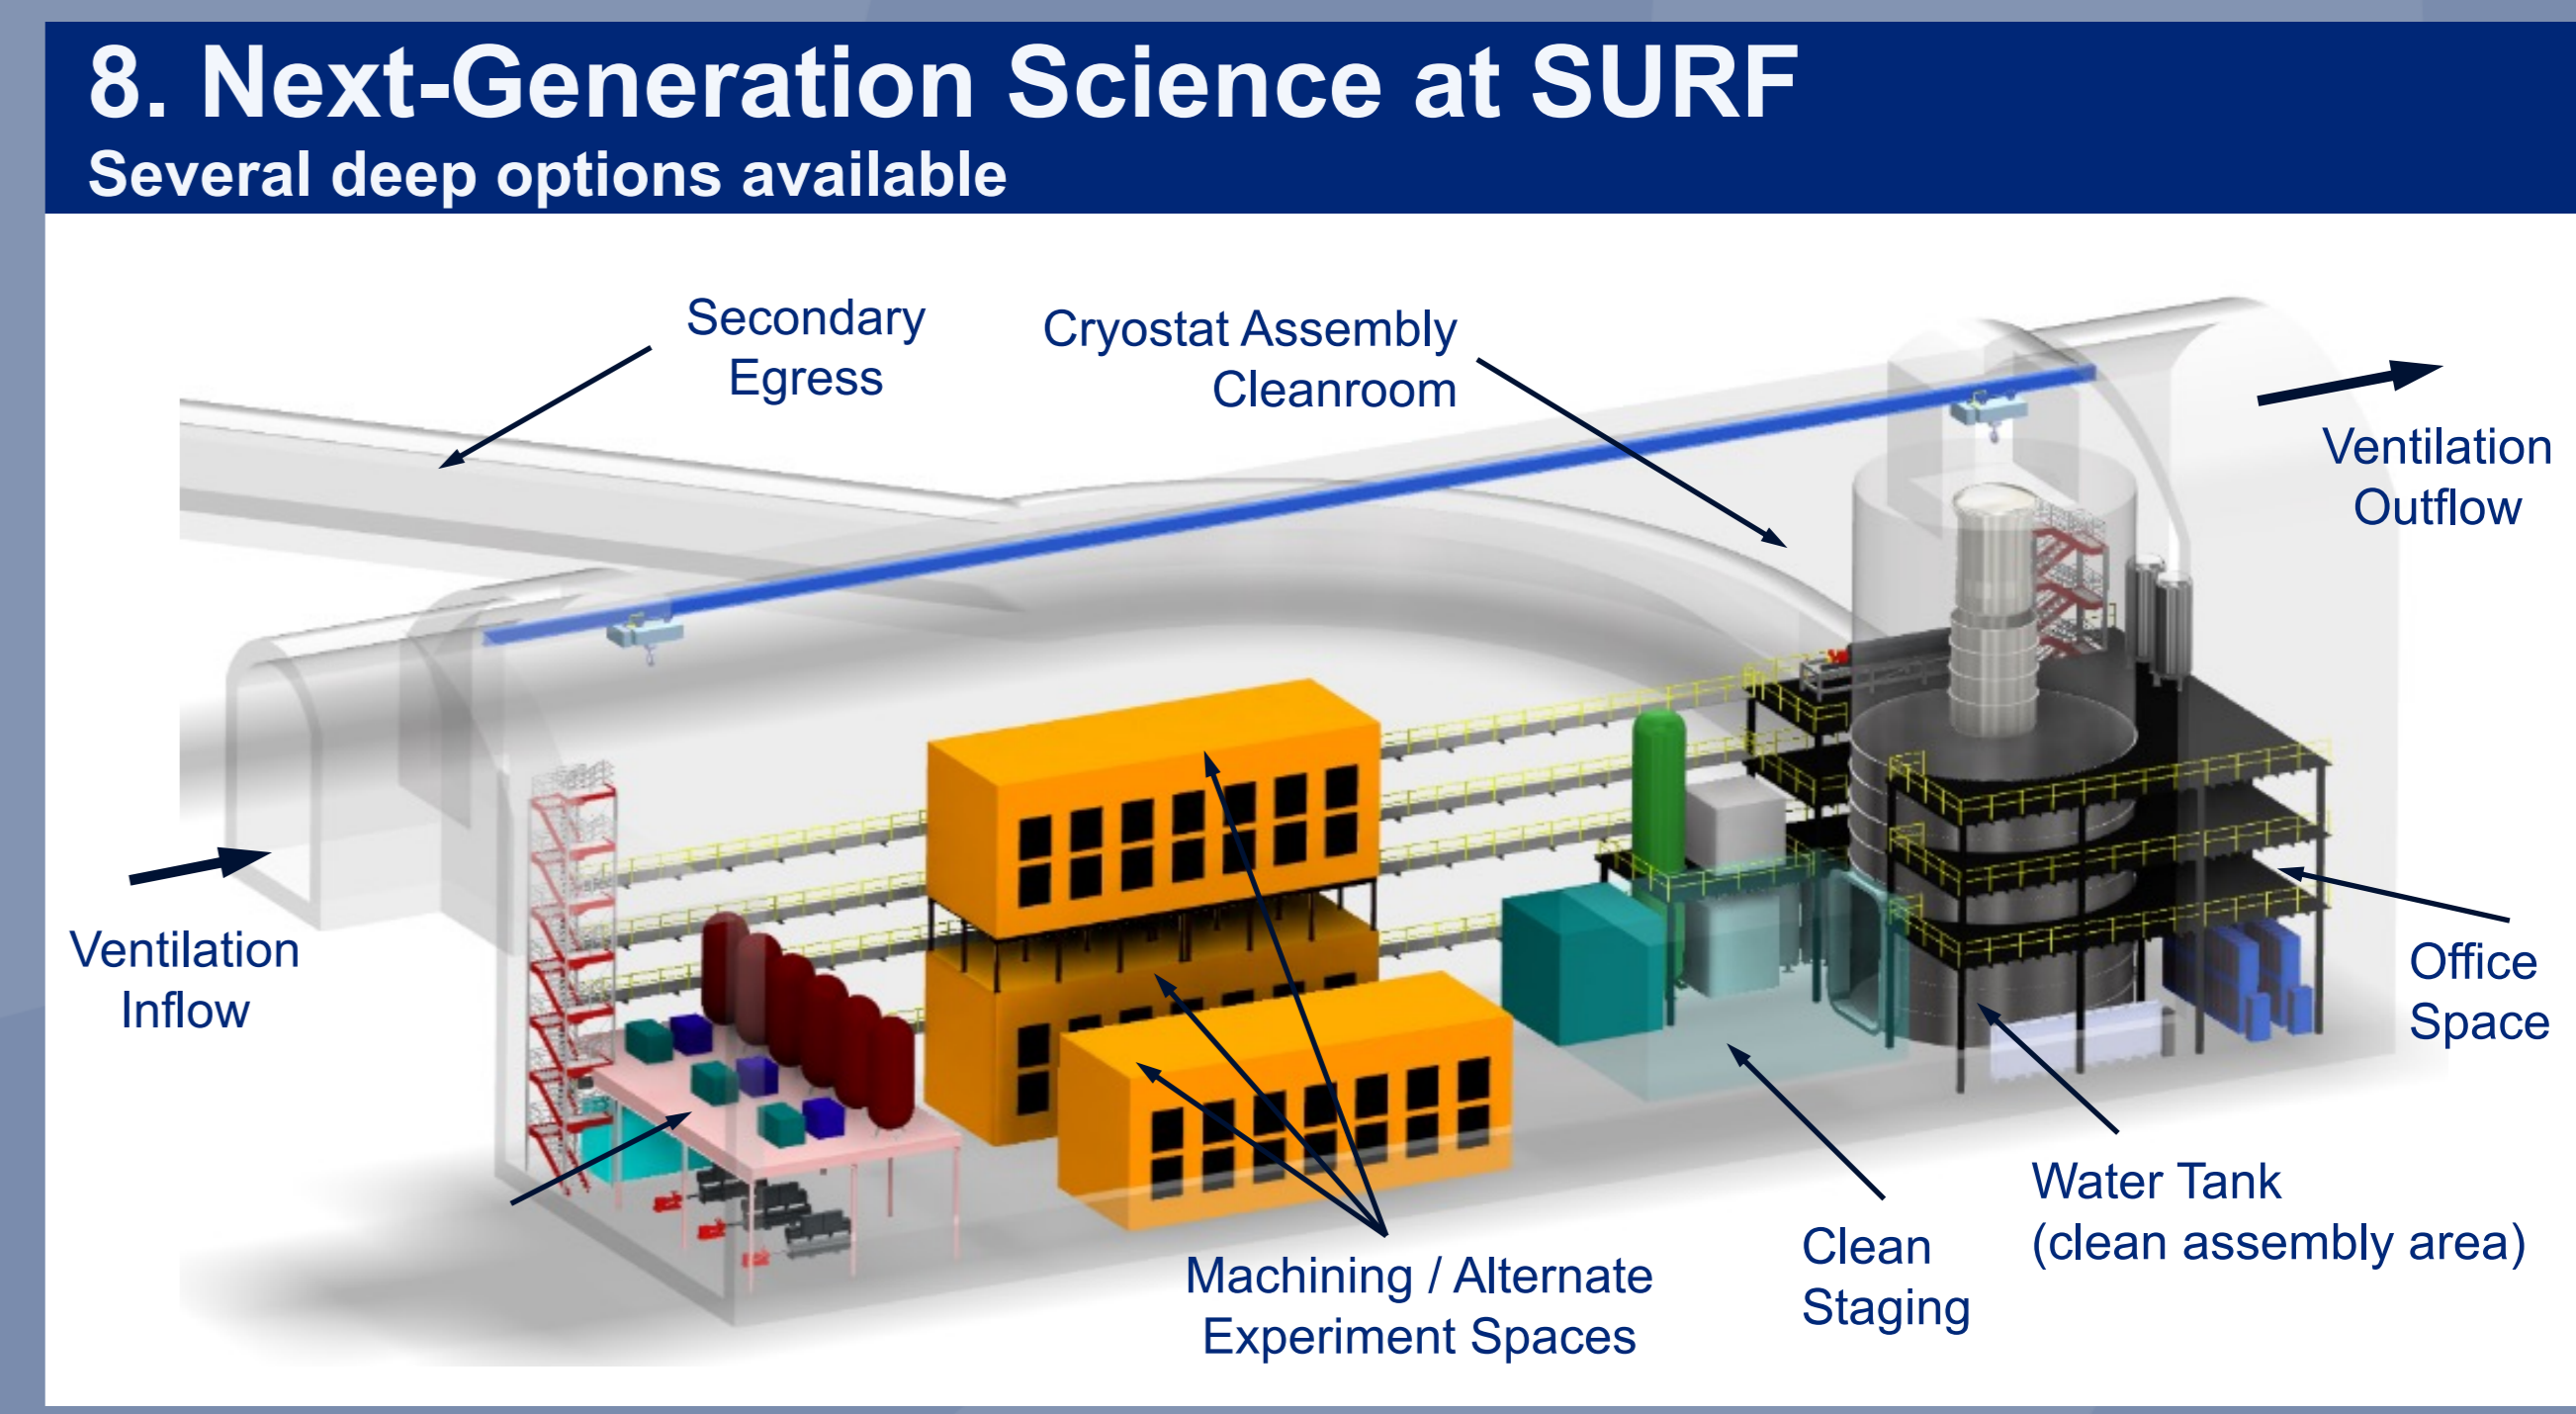 8. Next-Generation Science at SURF
Several deep options available
Secondary
Egress
Cryostat Assembly
Cleanroom
Ventilation
Outflow
Ventilation
Inflow
Office
Space
Water Tank
(clean assembly area)
Clean
Staging
Machining / Alternate
Experiment Spaces